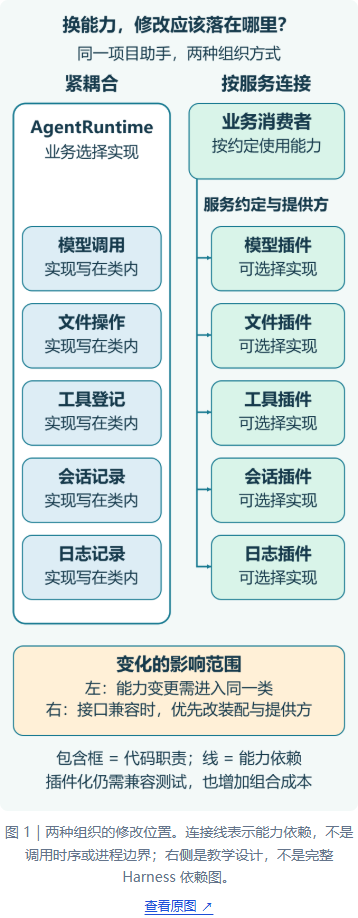 换能力，修改应该落在哪里？
同一项目助手，两种组织方式
紧耦合
AgentRuntime
业务选择实现
模型调用
实现写在类内
文件操作
实现写在类内
工具登记
实现写在类内
会话记录
实现写在类内
日志记录
实现写在类内
按服务连接
业务消费者
按约定使用能力
服务约定与提供方
模型插件
可选择实现
文件插件
可选择实现
工具插件
可选择实现
会话插件
可选择实现
日志插件
可选择实现
变化的影响范围
左：能力变更需进入同一类
右：接口兼容时，优先改装配与提供方
包含框 = 代码职责；线 = 能力依赖
插件化仍需兼容测试，也增加组合成本
图 1｜两种组织的修改位置。连接线表示能力依赖，不是
调用时序或进程边界；右侧是教学设计，不是完整
Harness 依赖图。
查看原图 ↗